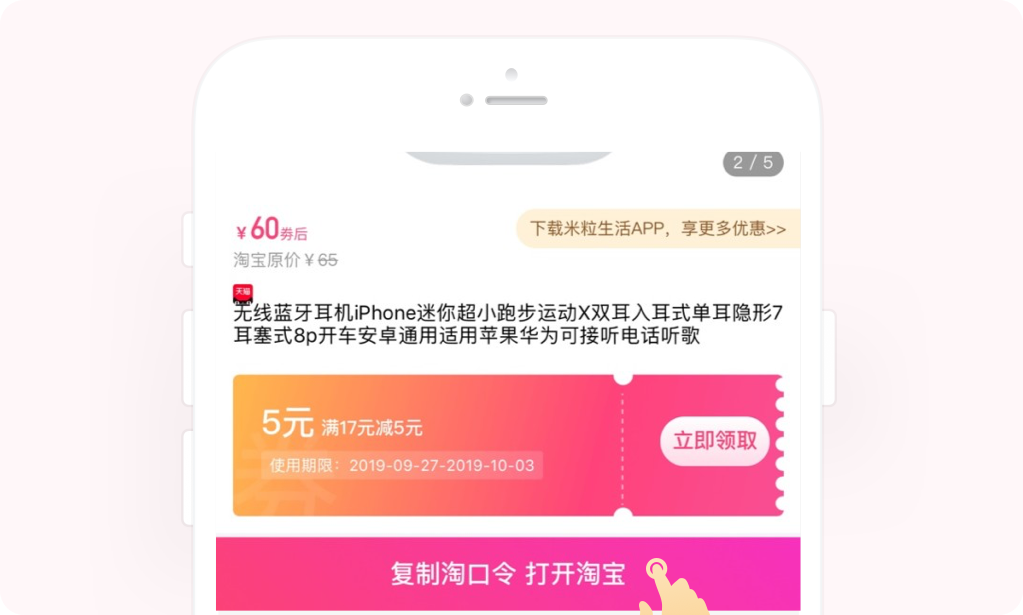 2 / 5
¥60券后
下载米粒生活APP，享更多优惠>>
淘宝原价¥65
天猫
无线蓝牙耳机iPhone迷你超小跑步运动X双耳入耳式单耳隐形7
耳塞式8p开车安卓通用适用苹果华为可接听电话听歌
5元 满17元减5元
立即领取
使用期限：2019-09-27-2019-10-03
券
复制淘口令 打开淘宝